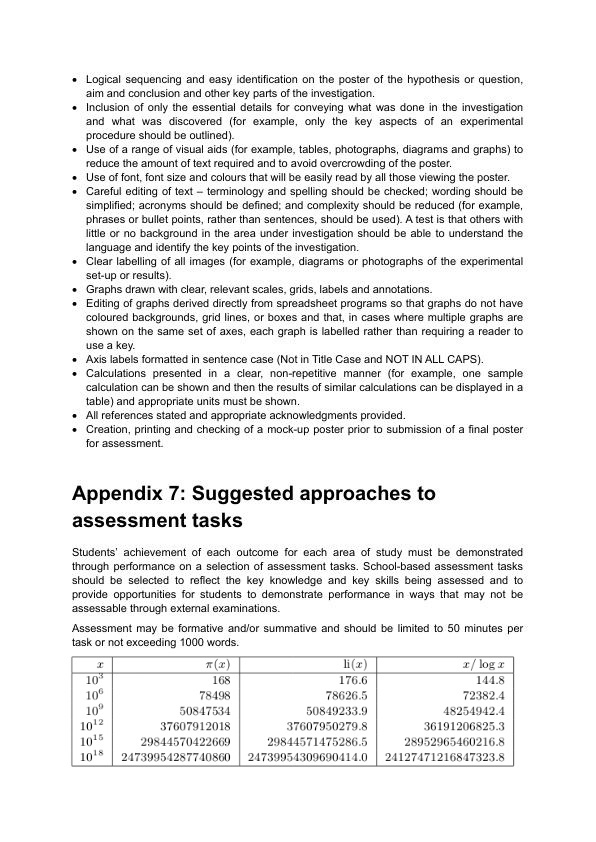 • Logical sequencing and easy identification on the poster of the hypothesis or question,
aim and conclusion and other key parts of the investigation.
• Inclusion of only the essential details for conveying what was done in the investigation
and what was discovered (for example, only the key aspects of an experimental
procedure should be outlined).
• Use of a range of visual aids (for example, tables, photographs, diagrams and graphs) to
reduce the amount of text required and to avoid overcrowding of the poster.
• Use of font, font size and colours that will be easily read by all those viewing the poster.
• Careful editing of text – terminology and spelling should be checked; wording should be
simplified; acronyms should be defined; and complexity should be reduced (for example,
phrases or bullet points, rather than sentences, should be used). A test is that others with
little or no background in the area under investigation should be able to understand the
language and identify the key points of the investigation.
• Clear labelling of all images (for example, diagrams or photographs of the experimental
set-up or results).
• Graphs drawn with clear, relevant scales, grids, labels and annotations.
• Editing of graphs derived directly from spreadsheet programs so that graphs do not have
coloured backgrounds, grid lines, or boxes and that, in cases where multiple graphs are
shown on the same set of axes, each graph is labelled rather than requiring a reader to
use a key.
• Axis labels formatted in sentence case (Not in Title Case and NOT IN ALL CAPS).
• Calculations presented in a clear, non-repetitive manner (for example, one sample
calculation can be shown and then the results of similar calculations can be displayed in a
table) and appropriate units must be shown.
• All references stated and appropriate acknowledgments provided.
• Creation, printing and checking of a mock-up poster prior to submission of a final poster
for assessment.
Appendix 7: Suggested approaches to
assessment tasks
Students' achievement of each outcome for each area of study must be demonstrated
through performance on a selection of assessment tasks. School-based assessment tasks
should be selected to reflect the key knowledge and key skills being assessed and to
provide opportunities for students to demonstrate performance in ways that may not be
assessable through external examinations.
Assessment may be formative and/or summative and should be limited to 50 minutes per
task or not exceeding 1000 words.
x π(x) li(x) x/ log x
10³ 168 176.6 144.8
10⁶ 78498 78626.5 72382.4
10⁹ 50847534 50849233.9 48254942.4
10¹² 37607912018 37607950279.8 36191206825.3
10¹⁵ 29844570422669 29844571475286.5 28952965460216.8
10¹⁸ 24739954287740860 24739954309690414.0 24127471216847323.8